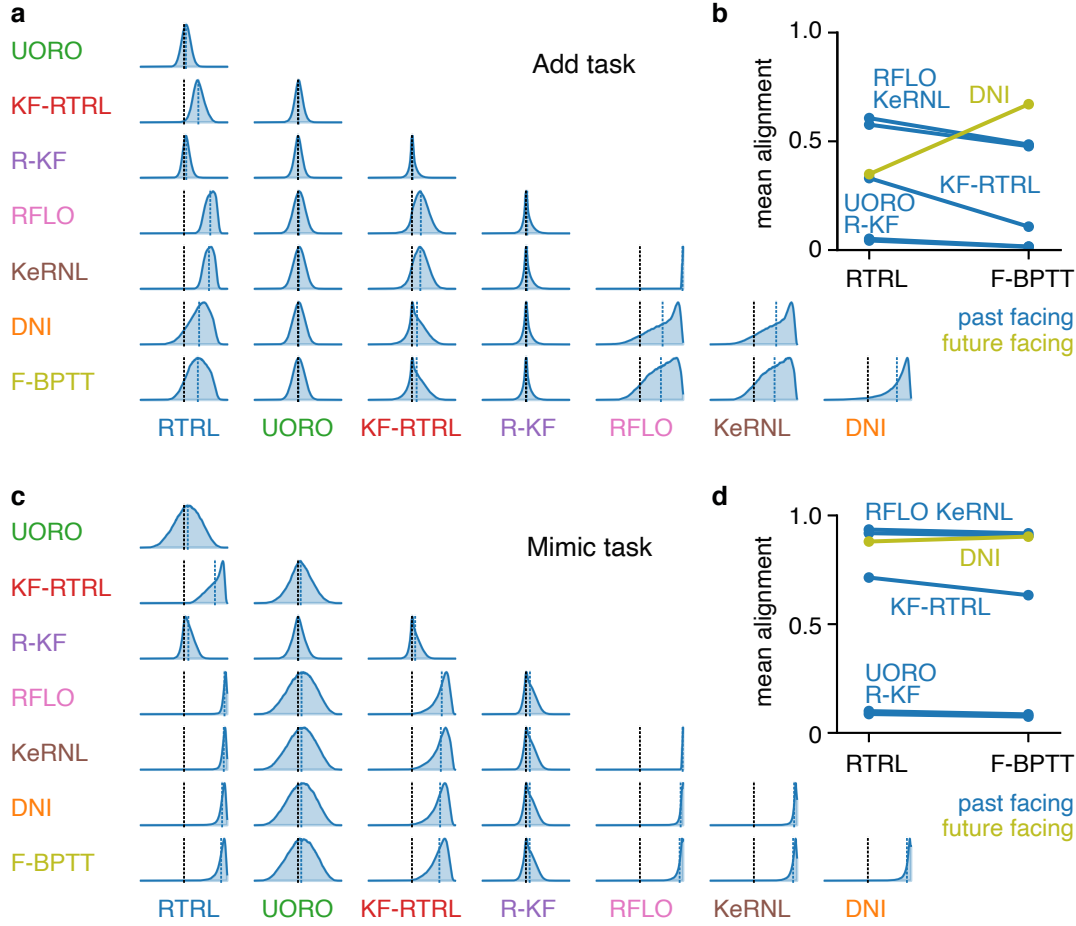 a
UORO
KF-RTRL
R-KF
RFLO
KeRNL
DNI
F-BPTT
Add task
RTRL UORO KF-RTRL R-KF RFLO KeRNL DNI
b
mean alignment
1.0
0.5
0
RFLO
KeRNL
DNI
KF-RTRL
UORO
R-KF
RTRL F-BPTT
past facing
future facing
c
UORO
KF-RTRL
R-KF
RFLO
KeRNL
DNI
F-BPTT
Mimic task
RTRL UORO KF-RTRL R-KF RFLO KeRNL DNI
d
mean alignment
1.0
0.5
0
RFLO KeRNL
DNI
KF-RTRL
UORO
R-KF
RTRL F-BPTT
past facing
future facing